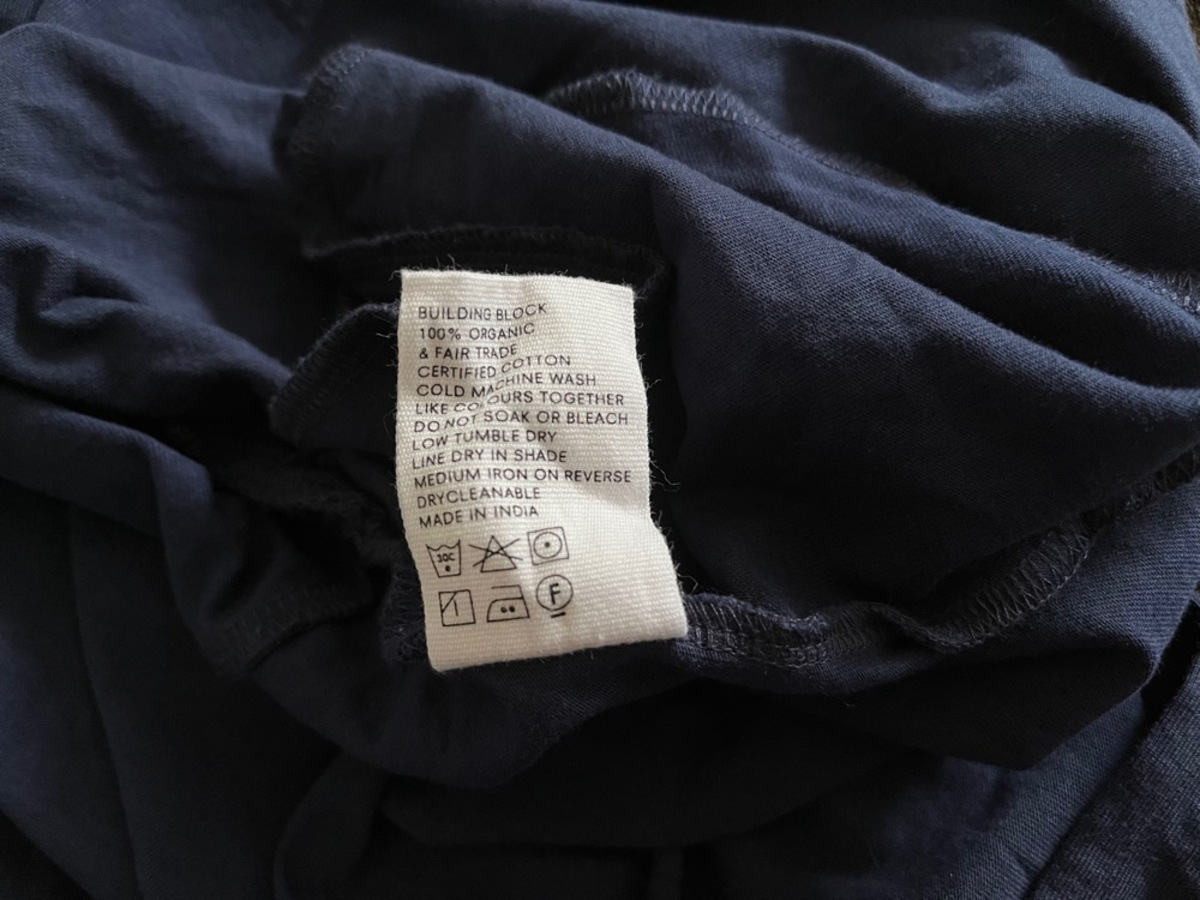 BUILDING BLOCK
100% ORGANIC
& FAIR TRADE
CERTIFIED COTTON
COLD MACHINE WASH
LIKE COLOURS TOGETHER
DO NOT SOAK OR BLEACH
LOW TUMBLE DRY
LINE DRY IN SHADE
MEDIUM IRON ON REVERSE
DRYCLEANABLE
MADE IN INDIA
30C
F